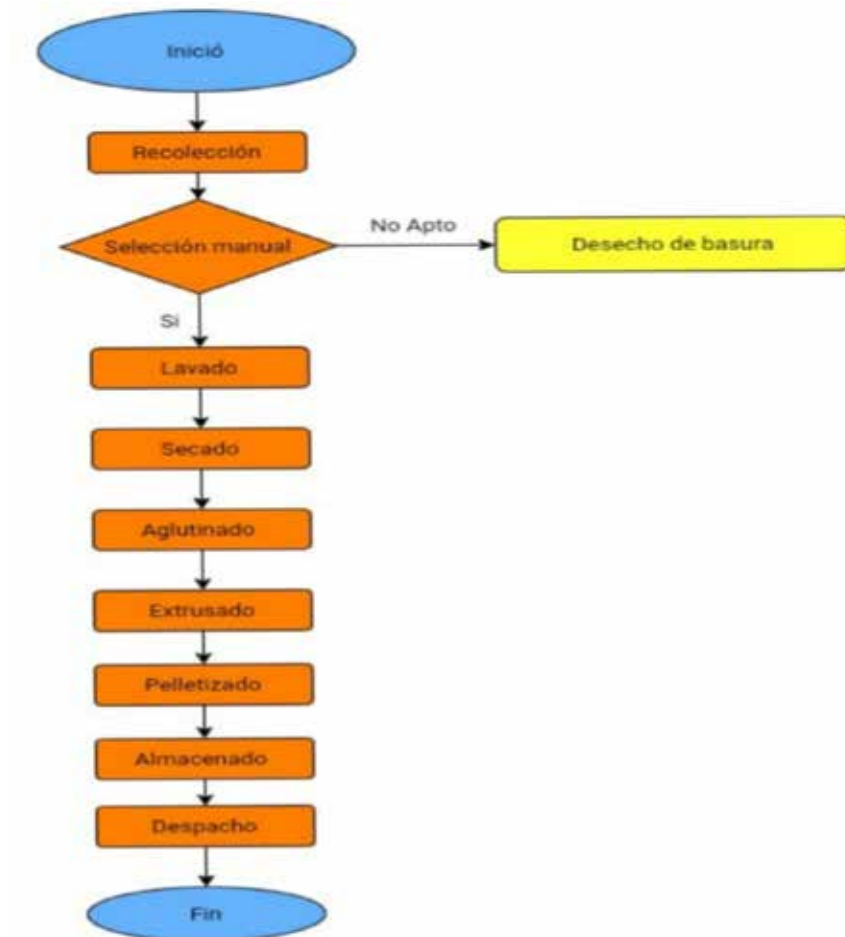 Inició
Recolección
Selección manual
No Apto
Desecho de basura
Si
Lavado
Secado
Aglutinado
Extrusado
Pelletizado
Almacenado
Despacho
Fin